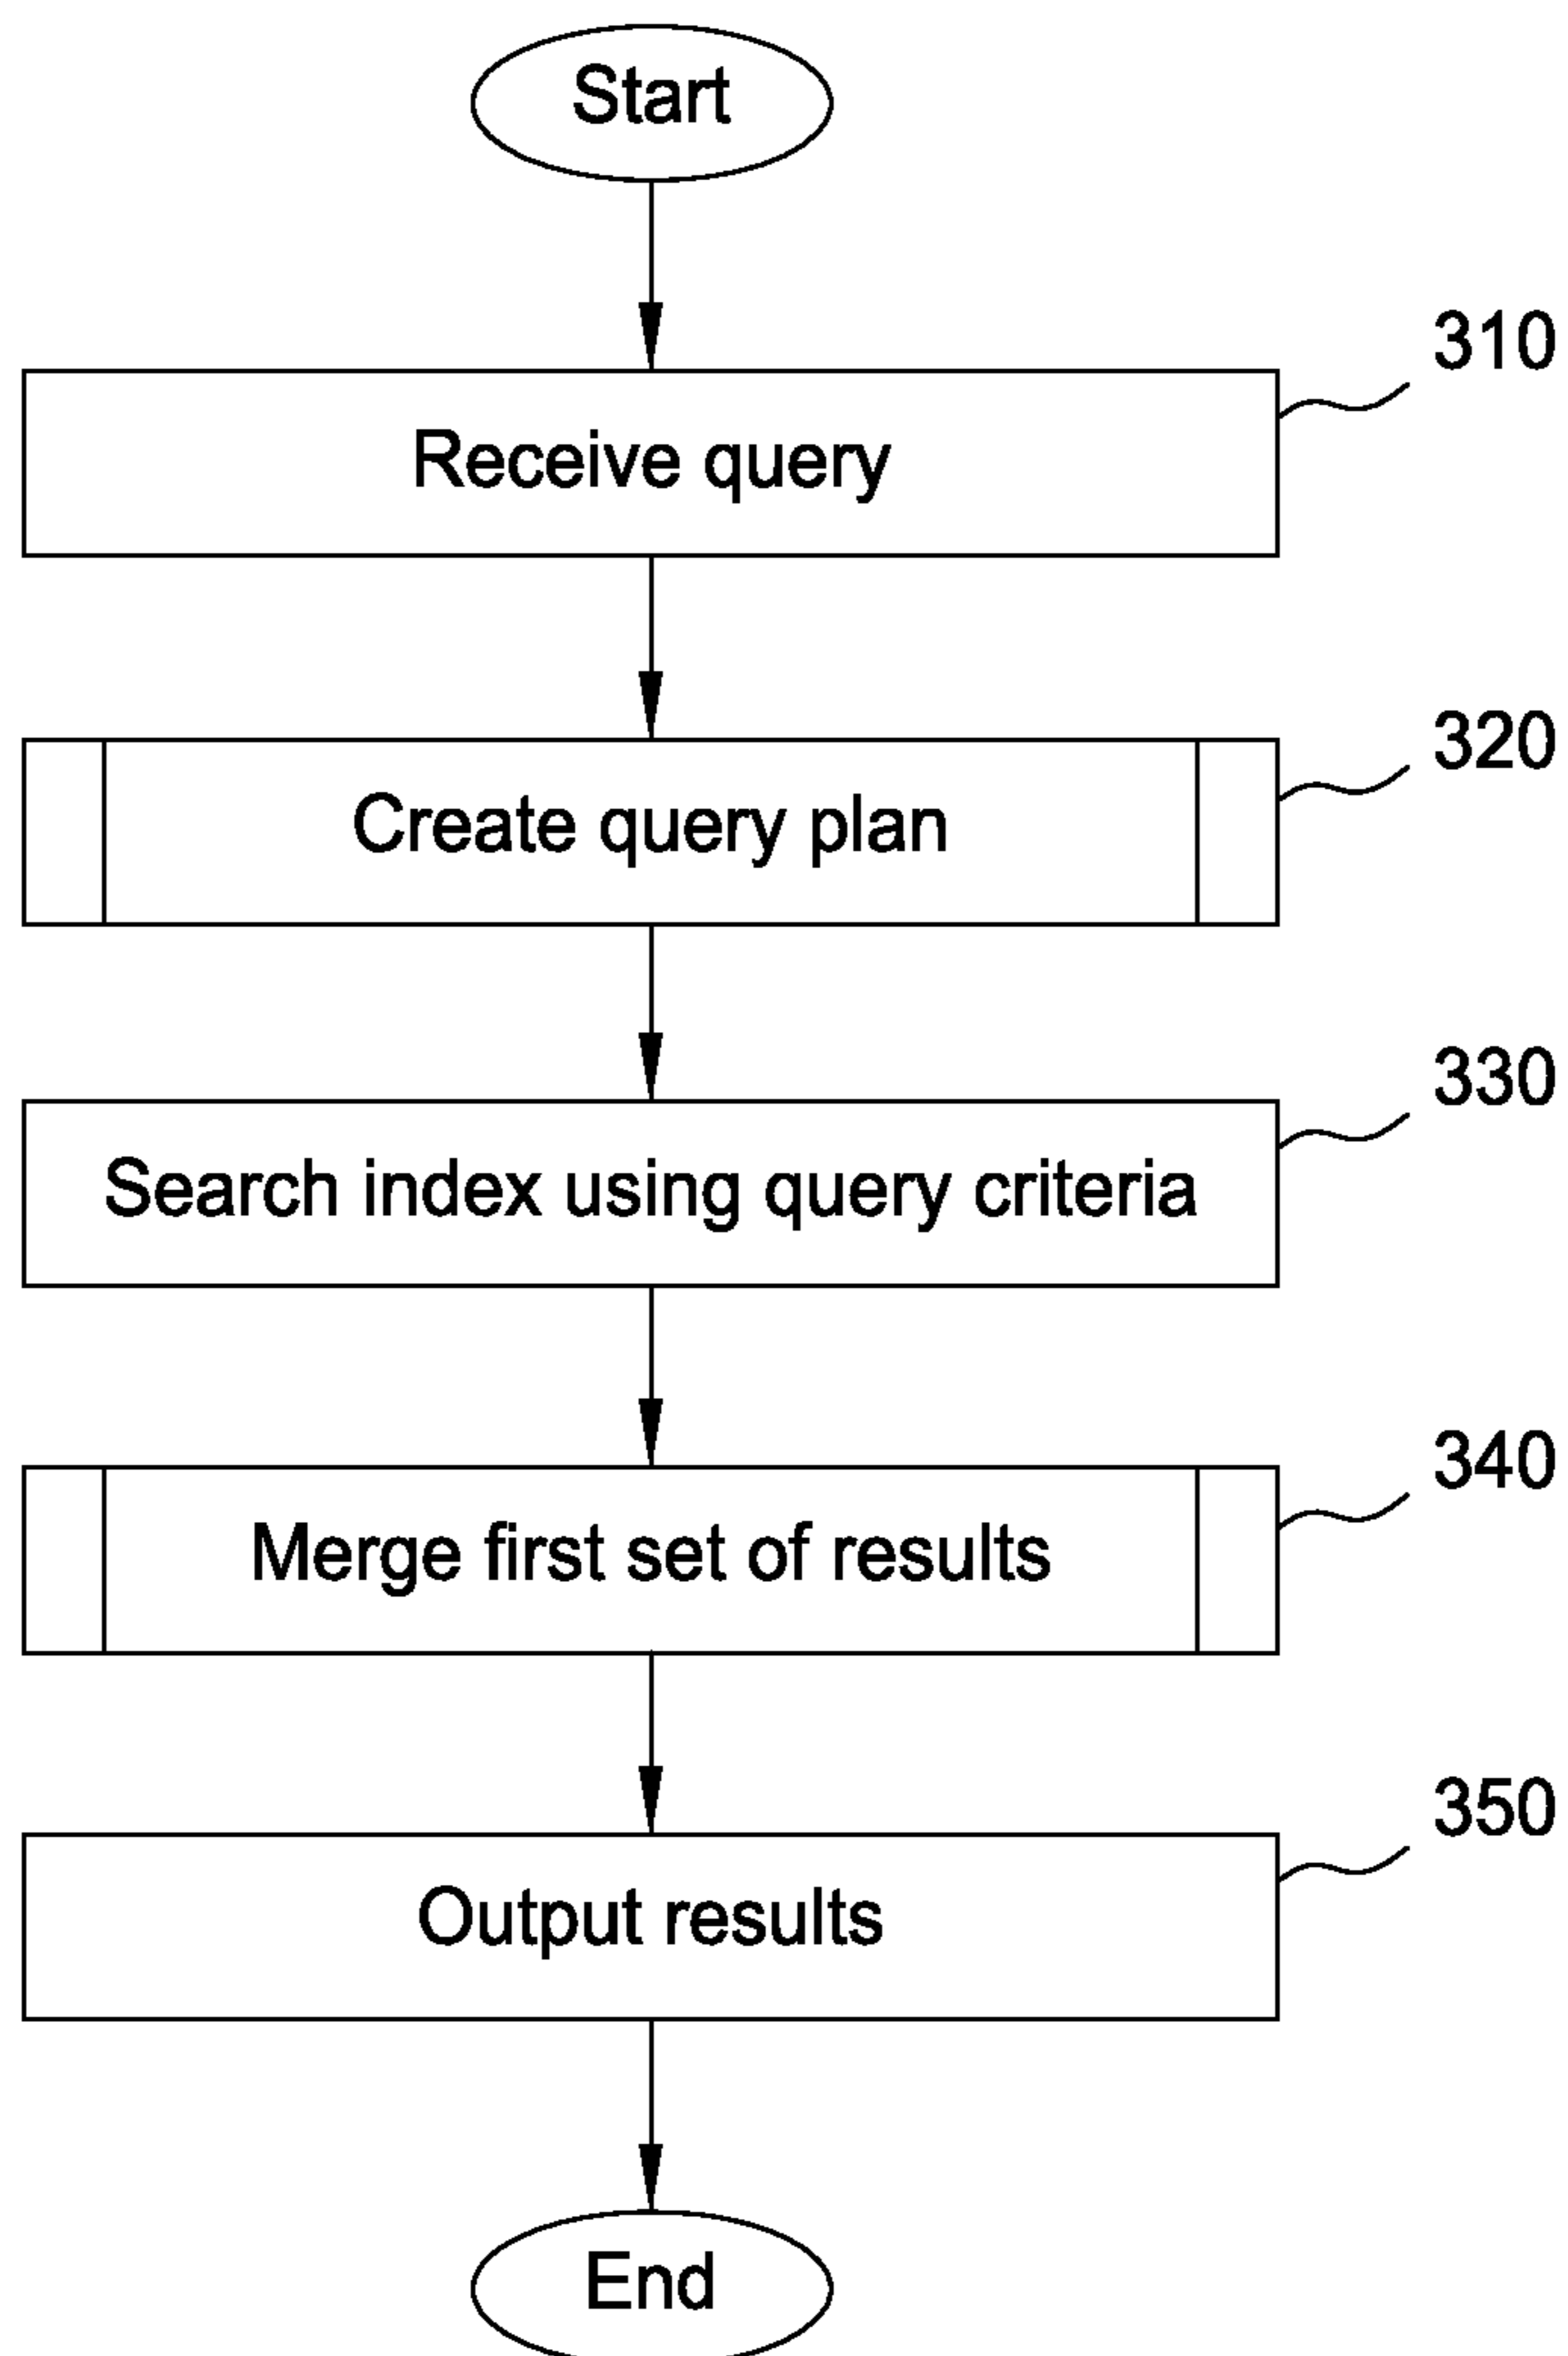 Start
310
Receive query
320
Create query plan
330
Search index using query criteria
340
Merge first set of results
350
Output results
End